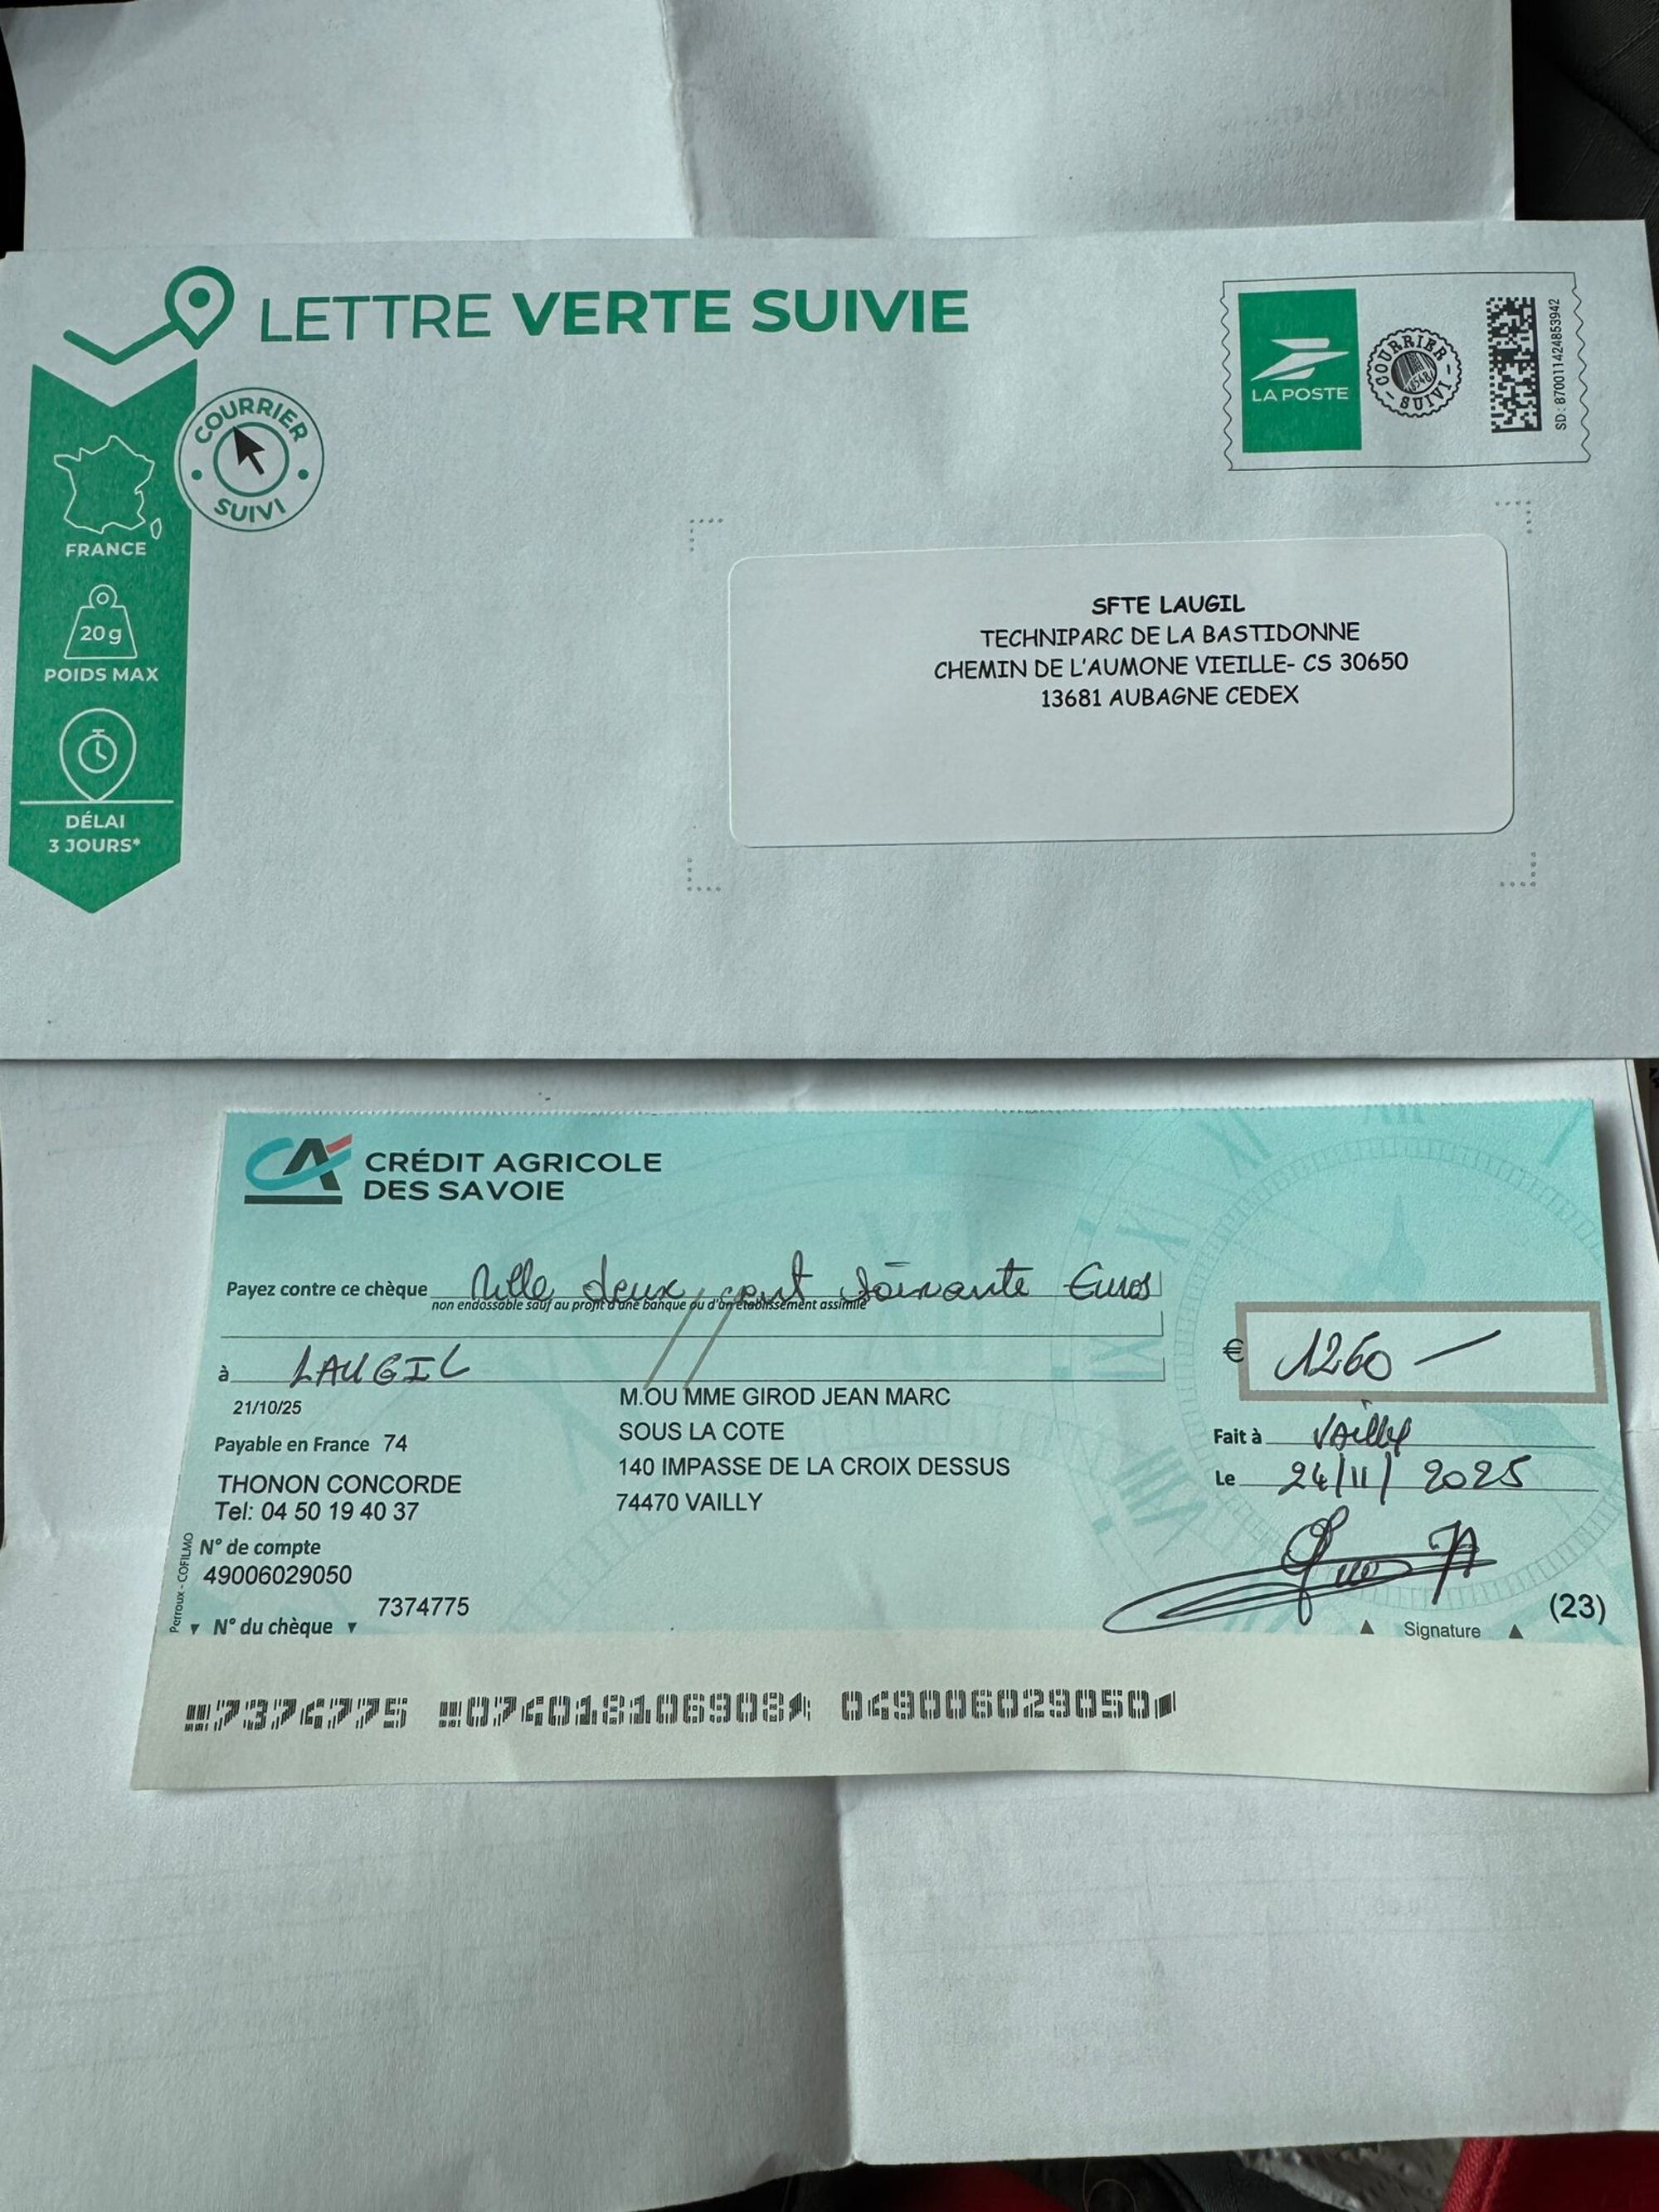 LETTRE VERTE SUIVIE
COURRIER
SUIVI
FRANCE
20g
POIDS MAX
DÉLAI
3 JOURS*
LA POSTE
COURRIER
SUIVI
SD: 87001142485394​2
SFTE LAUGIL
TECHNIPARC DE LA BASTIDONNE
CHEMIN DE L'AUMONE VIEILLE- CS 30650
13681 AUBAGNE CEDEX
CRÉDIT AGRICOLE
DES SAVOIE
Payez contre ce chèque Mille deux cent soixante Euros
non endossable sauf au profit d'une banque ou d'un établissement assimilé
€ 1260 —
à LAUGIL
21/10/25
Payable en France 74
THONON CONCORDE
Tel: 04 50 19 40 37
N° de compte
49006029050
7374775
N° du chèque
Perroux - COFILMO
M.OU MME GIROD JEAN MARC
SOUS LA COTE
140 IMPASSE DE LA CROIX DESSUS
74470 VAILLY
Fait à Vailly
Le 24/11/2025
Signature
(23)
7374775 074018106908 049006029050